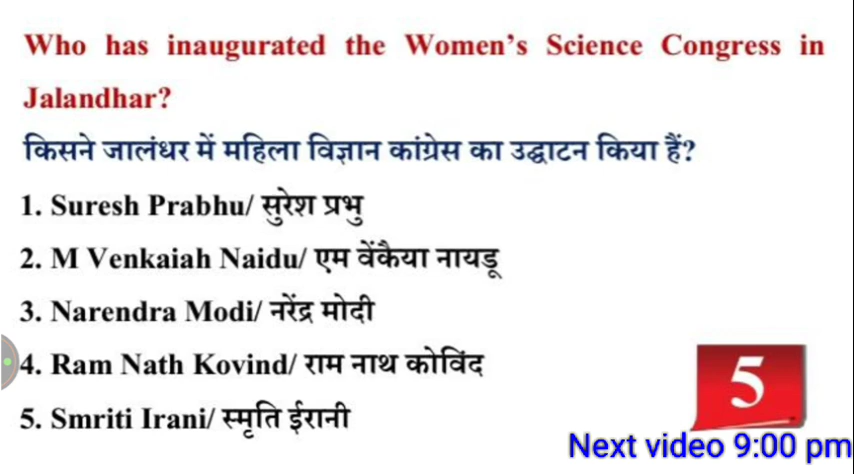 Who has inaugurated the Women's Science Congress in
Jalandhar?
किसने जालंधर में महिला विज्ञान कांग्रेस का उद्घाटन किया हैं?
1. Suresh Prabhu/ सुरेश प्रभु
2. M Venkaiah Naidu/ एम वेंकैया नायडू
3. Narendra Modi/ नरेंद्र मोदी
4. Ram Nath Kovind/ राम नाथ कोविंद
5. Smriti Irani/ स्मृति ईरानी
5
Next video 9:00 pm